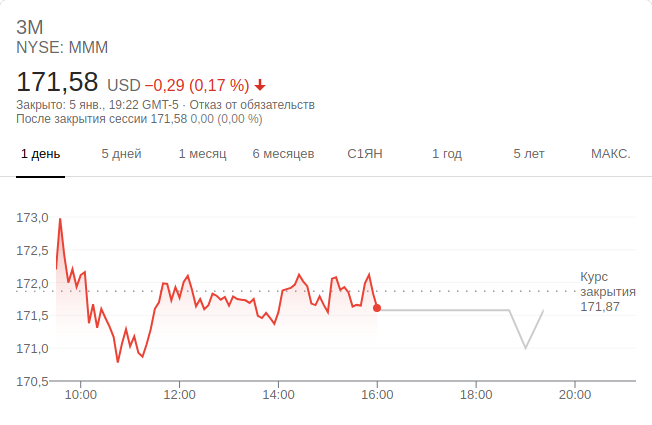 3M
NYSE: MMM
171,58 USD −0,29 (0,17 %)
Закрыто: 5 янв., 19:22 GMT-5 · Отказ от обязательств
После закрытия сессии 171,58 0,00 (0,00 %)
1 день 5 дней 1 месяц 6 месяцев С1ЯН 1 год 5 лет МАКС.
173,0
172,5
172,0
171,5
171,0
170,5
Курс
закрытия
171,87
10:00 12:00 14:00 16:00 18:00 20:00